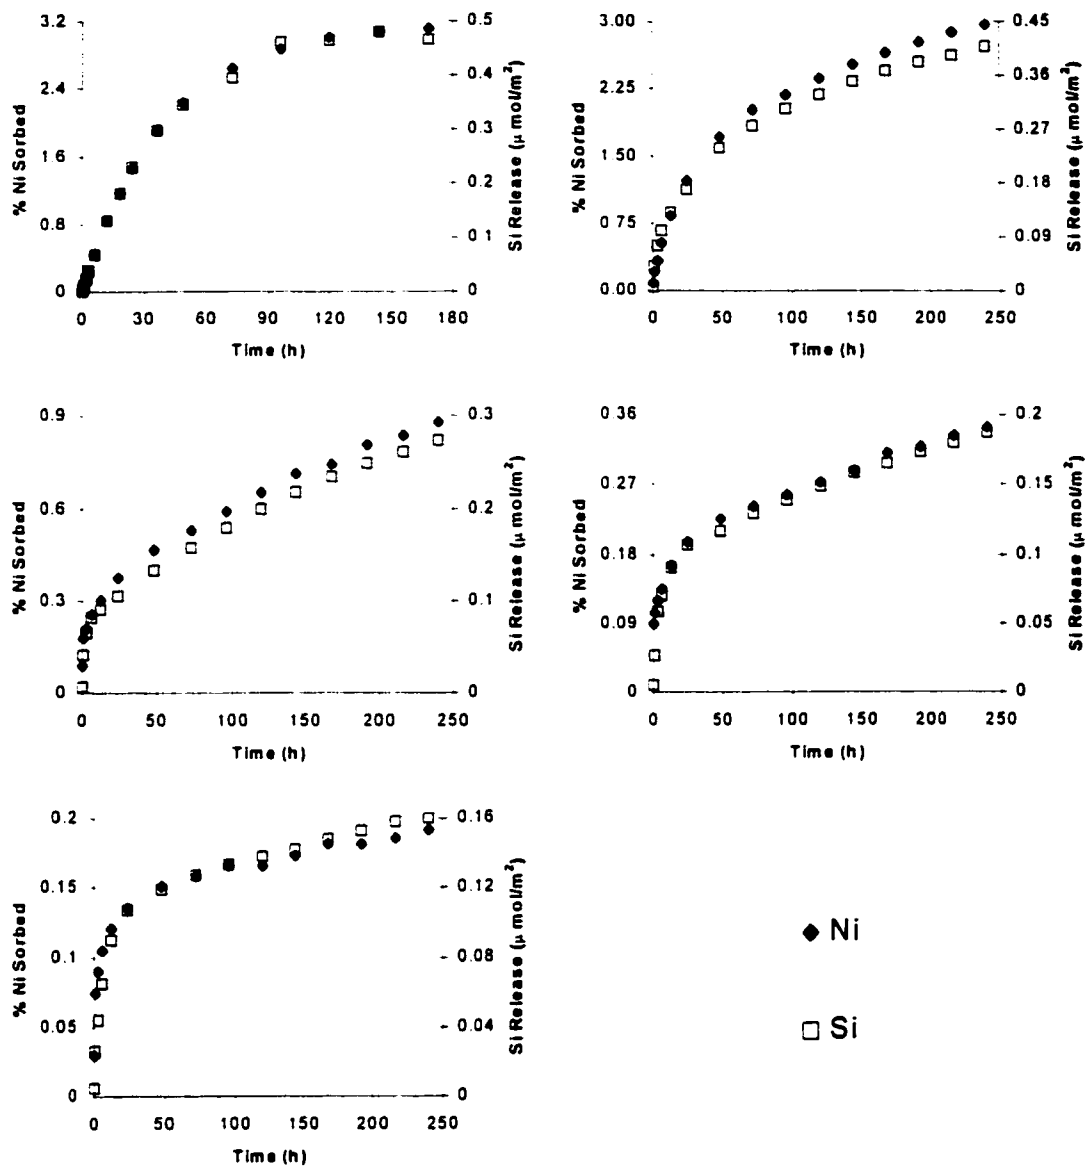 3.2
2.4
1.6
0.8
0
% Ni Sorbed
0.5
0.4
0.3
0.2
0.1
0
Si Release (μ mol/m²)
0 30 60 90 120 150 180
Time (h)
3.00
2.25
1.50
0.75
0.00
% Ni Sorbed
0.45
0.36
0.27
0.18
0.09
0
Si Release (μ mol/m²)
0 50 100 150 200 250
Time (h)
0.9
0.6
0.3
0
% Ni Sorbed
0.3
0.2
0.1
0
Si Release (μ mol/m²)
0 50 100 150 200 250
Time (h)
0.36
0.27
0.18
0.09
0
% Ni Sorbed
0.2
0.15
0.1
0.05
0
Si Release (μ mol/m²)
0 50 100 150 200 250
Time (h)
0.2
0.15
0.1
0.05
0
% Ni Sorbed
0.16
0.12
0.08
0.04
0
Si Release (μ mol/m²)
0 50 100 150 200 250
Time (h)
Ni
Si